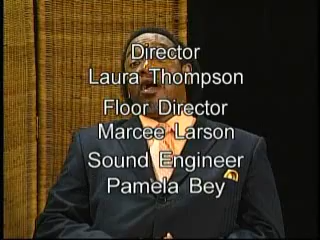 Director
Laura Thompson
Floor Director
Marcee Larson
Sound Engineer
Pamela Bey